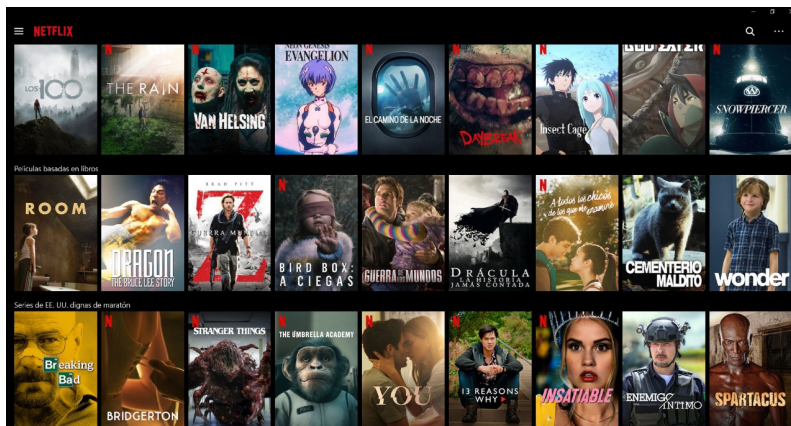 NETFLIX
LOS 100
THE RAIN
VAN HELSING
NEON GENESIS
EVANGELION
EL CAMINO DE LA NOCHE
DAYBREAK
Insect Cage
GOD EATER
SNOWPIERCER
Películas basadas en libros
ROOM
DRAGON
THE BRUCE LEE STORY
BRAD PITT
GUERRA MUNDIAL
Z
BIRD BOX:
A CIEGAS
GUERRA DE LOS MUNDOS
DRÁCULA
LA HISTORIA
JAMÁS CONTADA
A todos los chicos
de los que me enamoré
CEMENTERIO
MALDITO
wonder
Series de EE. UU. dignas de maratón
Breaking
Bad
BRIDGERTON
STRANGER THINGS
THE UMBRELLA ACADEMY
YOU
13 REASONS
WHY
INSATIABLE
ENEMIGO
ÍNTIMO
SPARTACUS